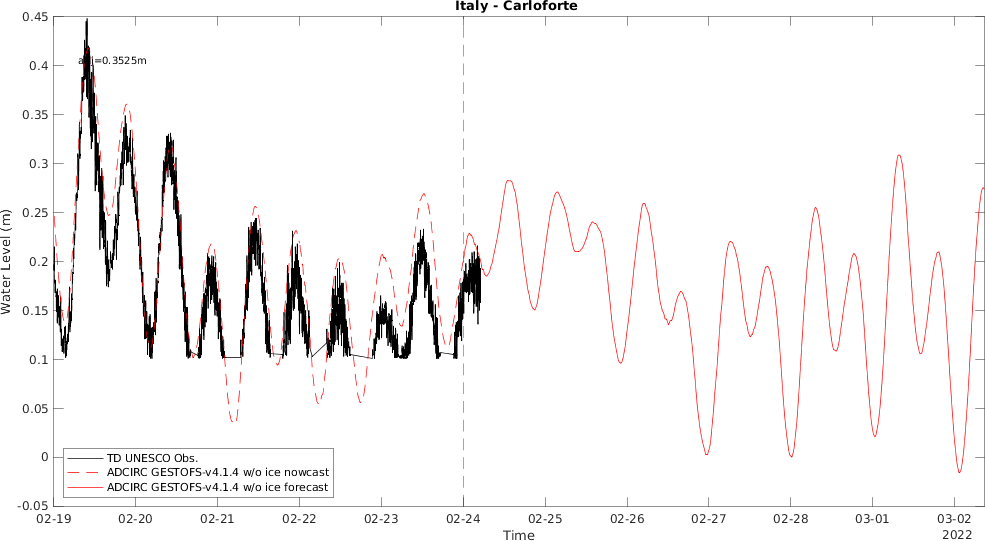 Italy - Carloforte
0.45
0.4
0.35
0.3
0.25
0.2
0.15
0.1
0.05
0
-0.05
Water Level (m)
=0.3525m
TD UNESCO Obs.
ADCIRC GESTOFS-v4.1.4 w/o ice nowcast
ADCIRC GESTOFS-v4.1.4 w/o ice forecast
02-19 02-20 02-21 02-22 02-23 02-24 02-25 02-26 02-27 02-28 03-01 03-02
Time
2022